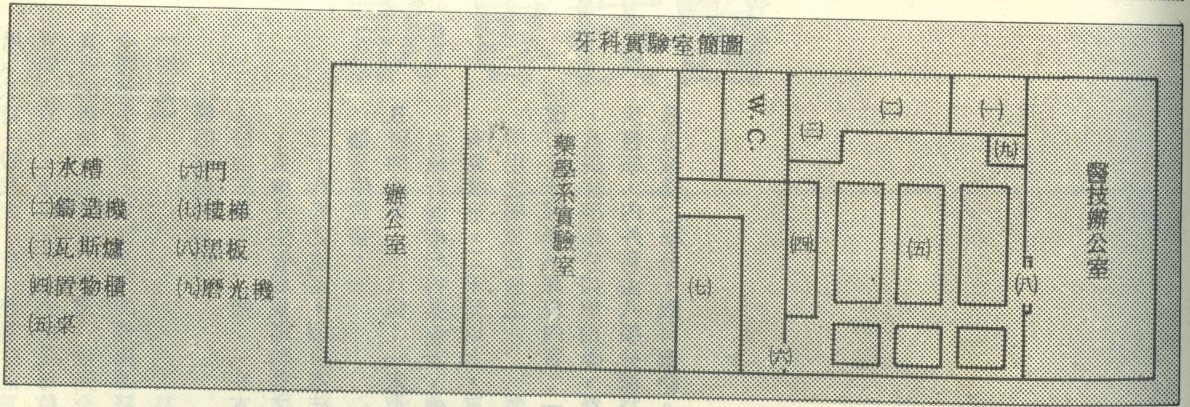 牙科實驗室簡圖
㈠水槽 ㈥門
㈡鑄造機 ㈦樓梯
㈢瓦斯爐 ㈧黑板
㈣置物櫃 ㈨磨光機
㈤桌
辦公室
藥學系實驗室
W.C.
㈦
㈢
㈡
㈠
㈨
㈣
㈤
㈧
㈥
醫技辦公室